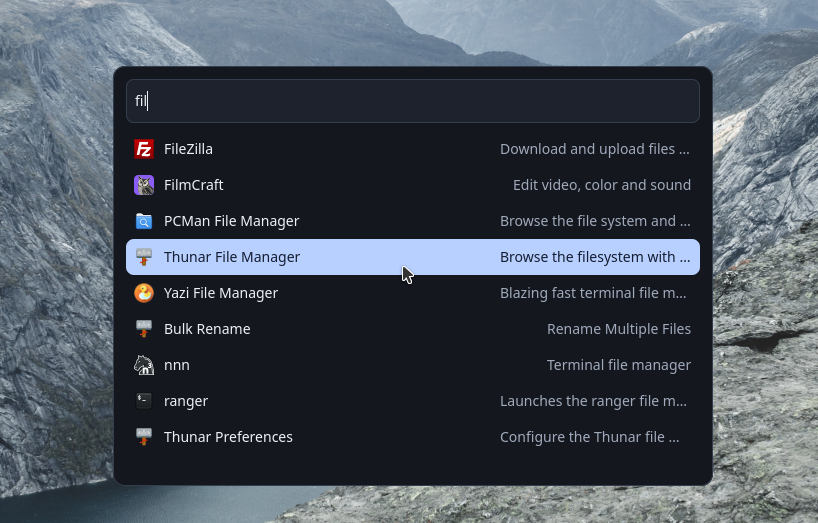 fil
FileZilla Download and upload files ...
FilmCraft Edit video, color and sound
PCMan File Manager Browse the file system and ...
Thunar File Manager Browse the filesystem with ...
Yazi File Manager Blazing fast terminal file m...
Bulk Rename Rename Multiple Files
nnn Terminal file manager
ranger Launches the ranger file m...
Thunar Preferences Configure the Thunar file ...